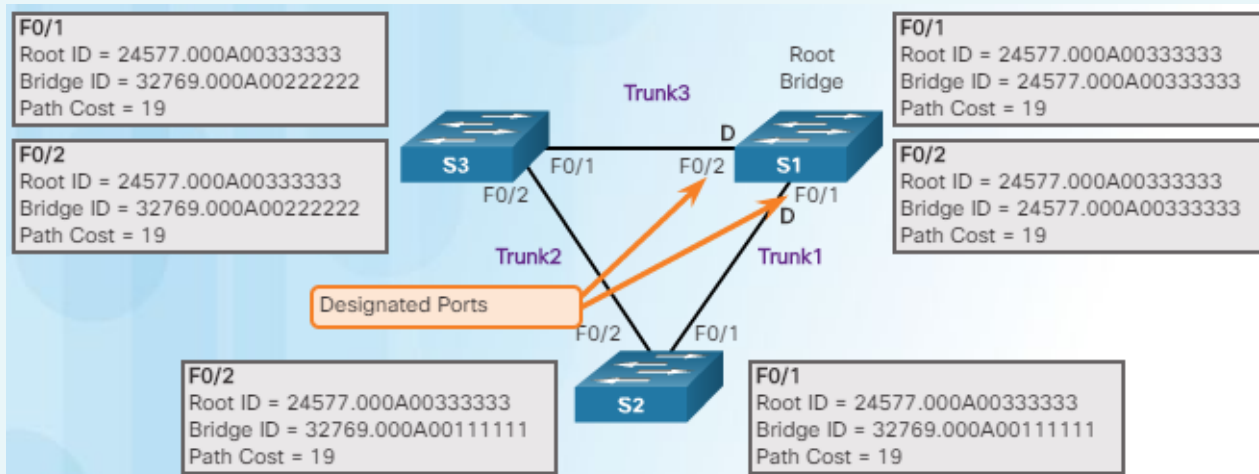 F0/1
Root ID = 24577.000A00333333
Bridge ID = 32769.000A00222222
Path Cost = 19
F0/2
Root ID = 24577.000A00333333
Bridge ID = 32769.000A00222222
Path Cost = 19
Root
Bridge
F0/1
Root ID = 24577.000A00333333
Bridge ID = 24577.000A00333333
Path Cost = 19
F0/2
Root ID = 24577.000A00333333
Bridge ID = 24577.000A00333333
Path Cost = 19
Trunk3
D
S3
F0/1
F0/2
S1
F0/2
F0/1
D
Trunk2
Trunk1
Designated Ports
F0/2
F0/1
S2
F0/2
Root ID = 24577.000A00333333
Bridge ID = 32769.000A00111111
Path Cost = 19
F0/1
Root ID = 24577.000A00333333
Bridge ID = 32769.000A00111111
Path Cost = 19